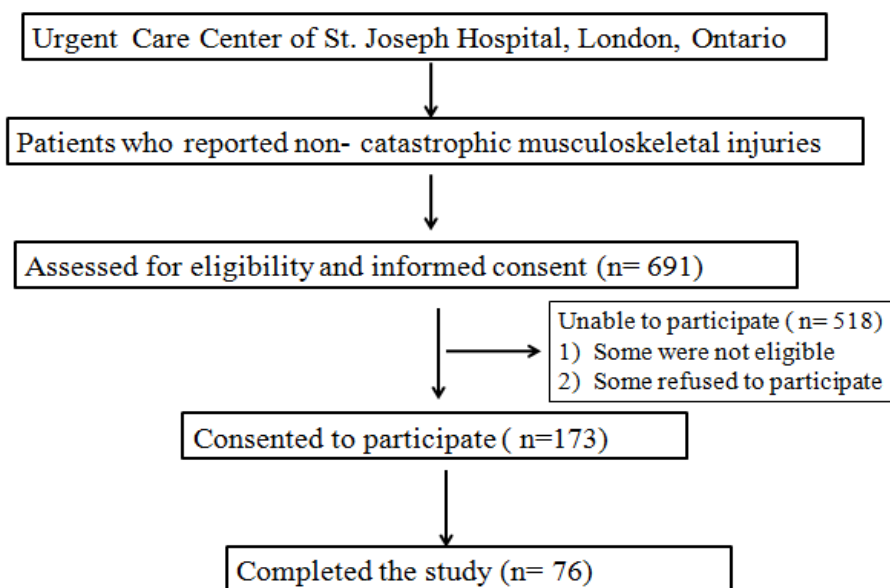 Urgent Care Center of St. Joseph Hospital, London, Ontario
Patients who reported non- catastrophic musculoskeletal injuries
Assessed for eligibility and informed consent (n= 691)
Unable to participate ( n= 518)
1) Some were not eligible
2) Some refused to participate
Consented to participate ( n=173)
Completed the study (n= 76)